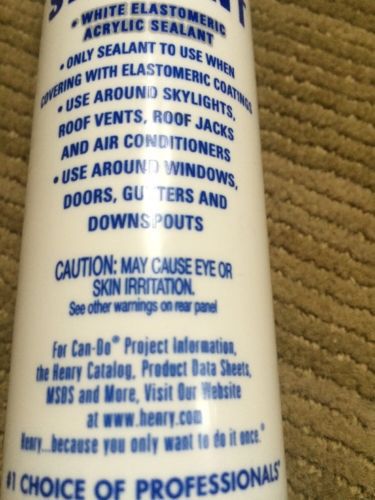 • WHITE ELASTOMERIC
ACRYLIC SEALANT
• ONLY SEALANT TO USE WHEN
COVERING WITH ELASTOMERIC COATINGS
• USE AROUND SKYLIGHTS,
ROOF VENTS, ROOF JACKS
AND AIR CONDITIONERS
• USE AROUND WINDOWS,
DOORS, GUTTERS AND
DOWNSPOUTS
CAUTION: MAY CAUSE EYE OR
SKIN IRRITATION.
See other warnings on rear panel
For Can-Do® Project Information,
the Henry Catalog, Product Data Sheets,
MSDS and More, Visit Our Website
at www.henry.com
Henry...because you only want to do it once.®
#1 CHOICE OF PROFESSIONALS